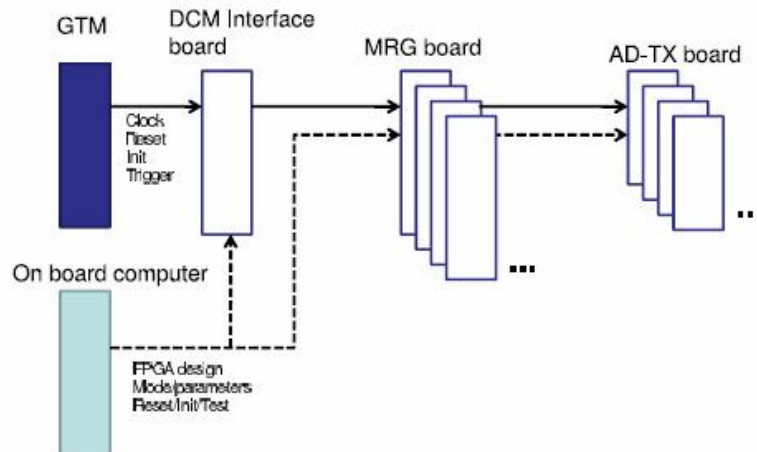 GTM
DCM Interface
board
MRG board
AD-TX board
Clock
Reset
Init
Trigger
...
...
On board computer
FPGA design
Mode/parameters
Reset/Init/Test